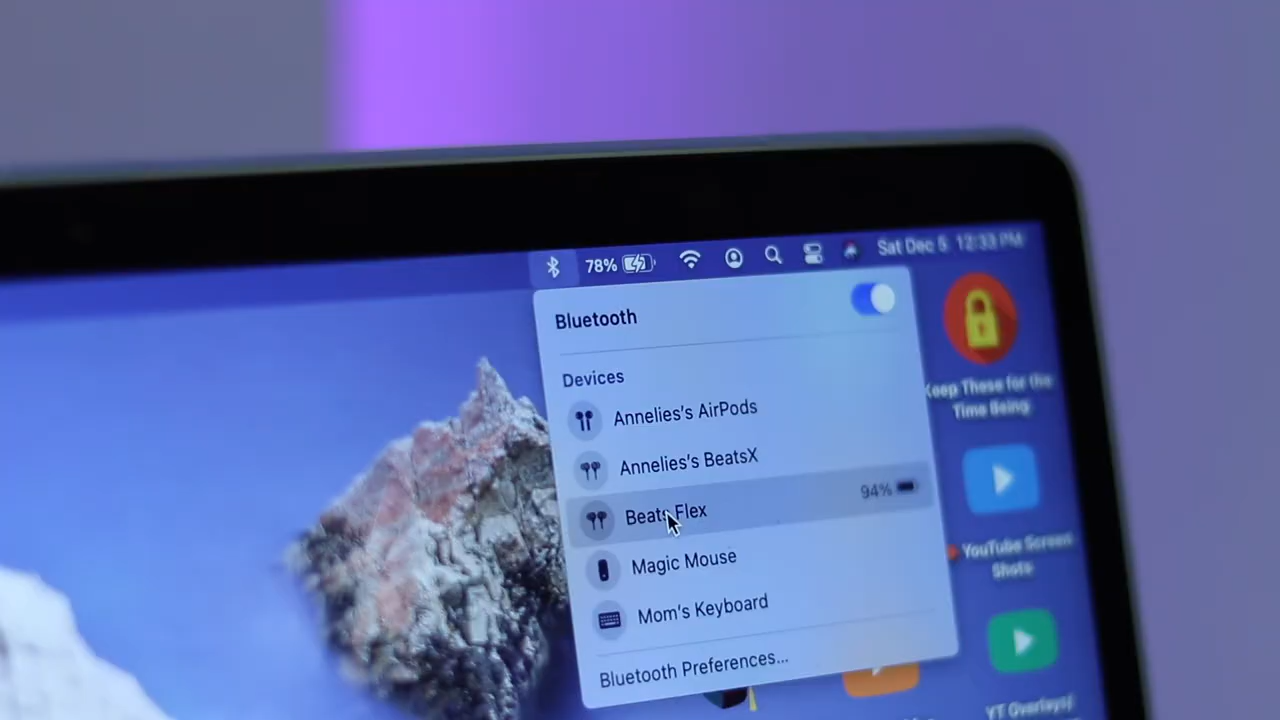 78%
Sat Dec 5 12:33 PM
Bluetooth
Devices
Annelies's AirPods
Annelies's BeatsX
Beats Flex
94%
Magic Mouse
Mom's Keyboard
Bluetooth Preferences...
Keep These for the
Time Being
YouTube Screen
Shots
YT Overlays/